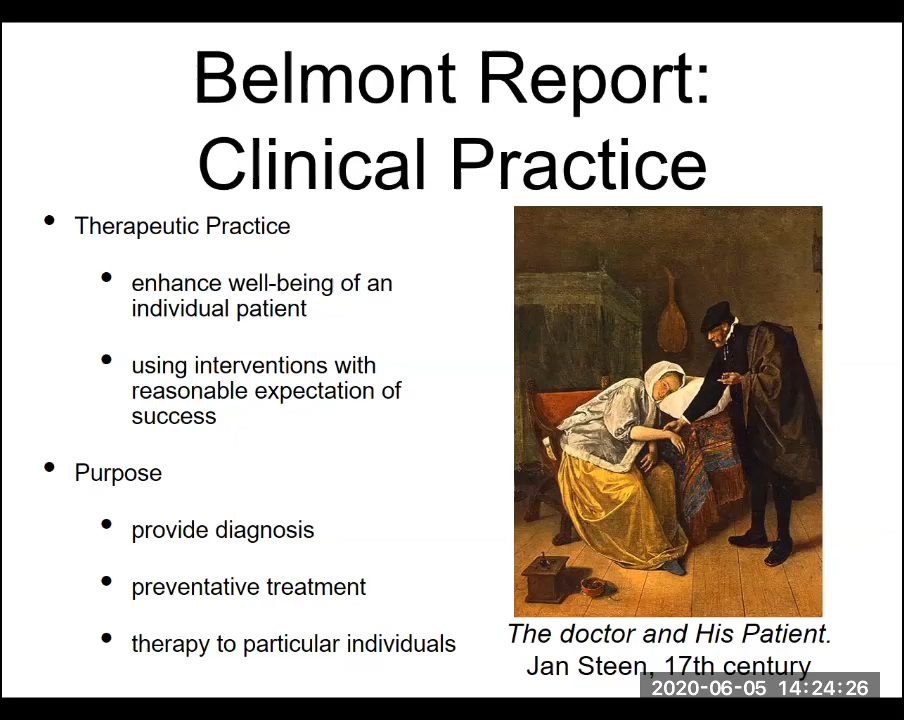 Belmont Report:
Clinical Practice
• Therapeutic Practice
• enhance well-being of an
individual patient
• using interventions with
reasonable expectation of
success
• Purpose
• provide diagnosis
• preventative treatment
• therapy to particular individuals
The doctor and His Patient.
Jan Steen, 17th century
2020-06-05 14:24:26